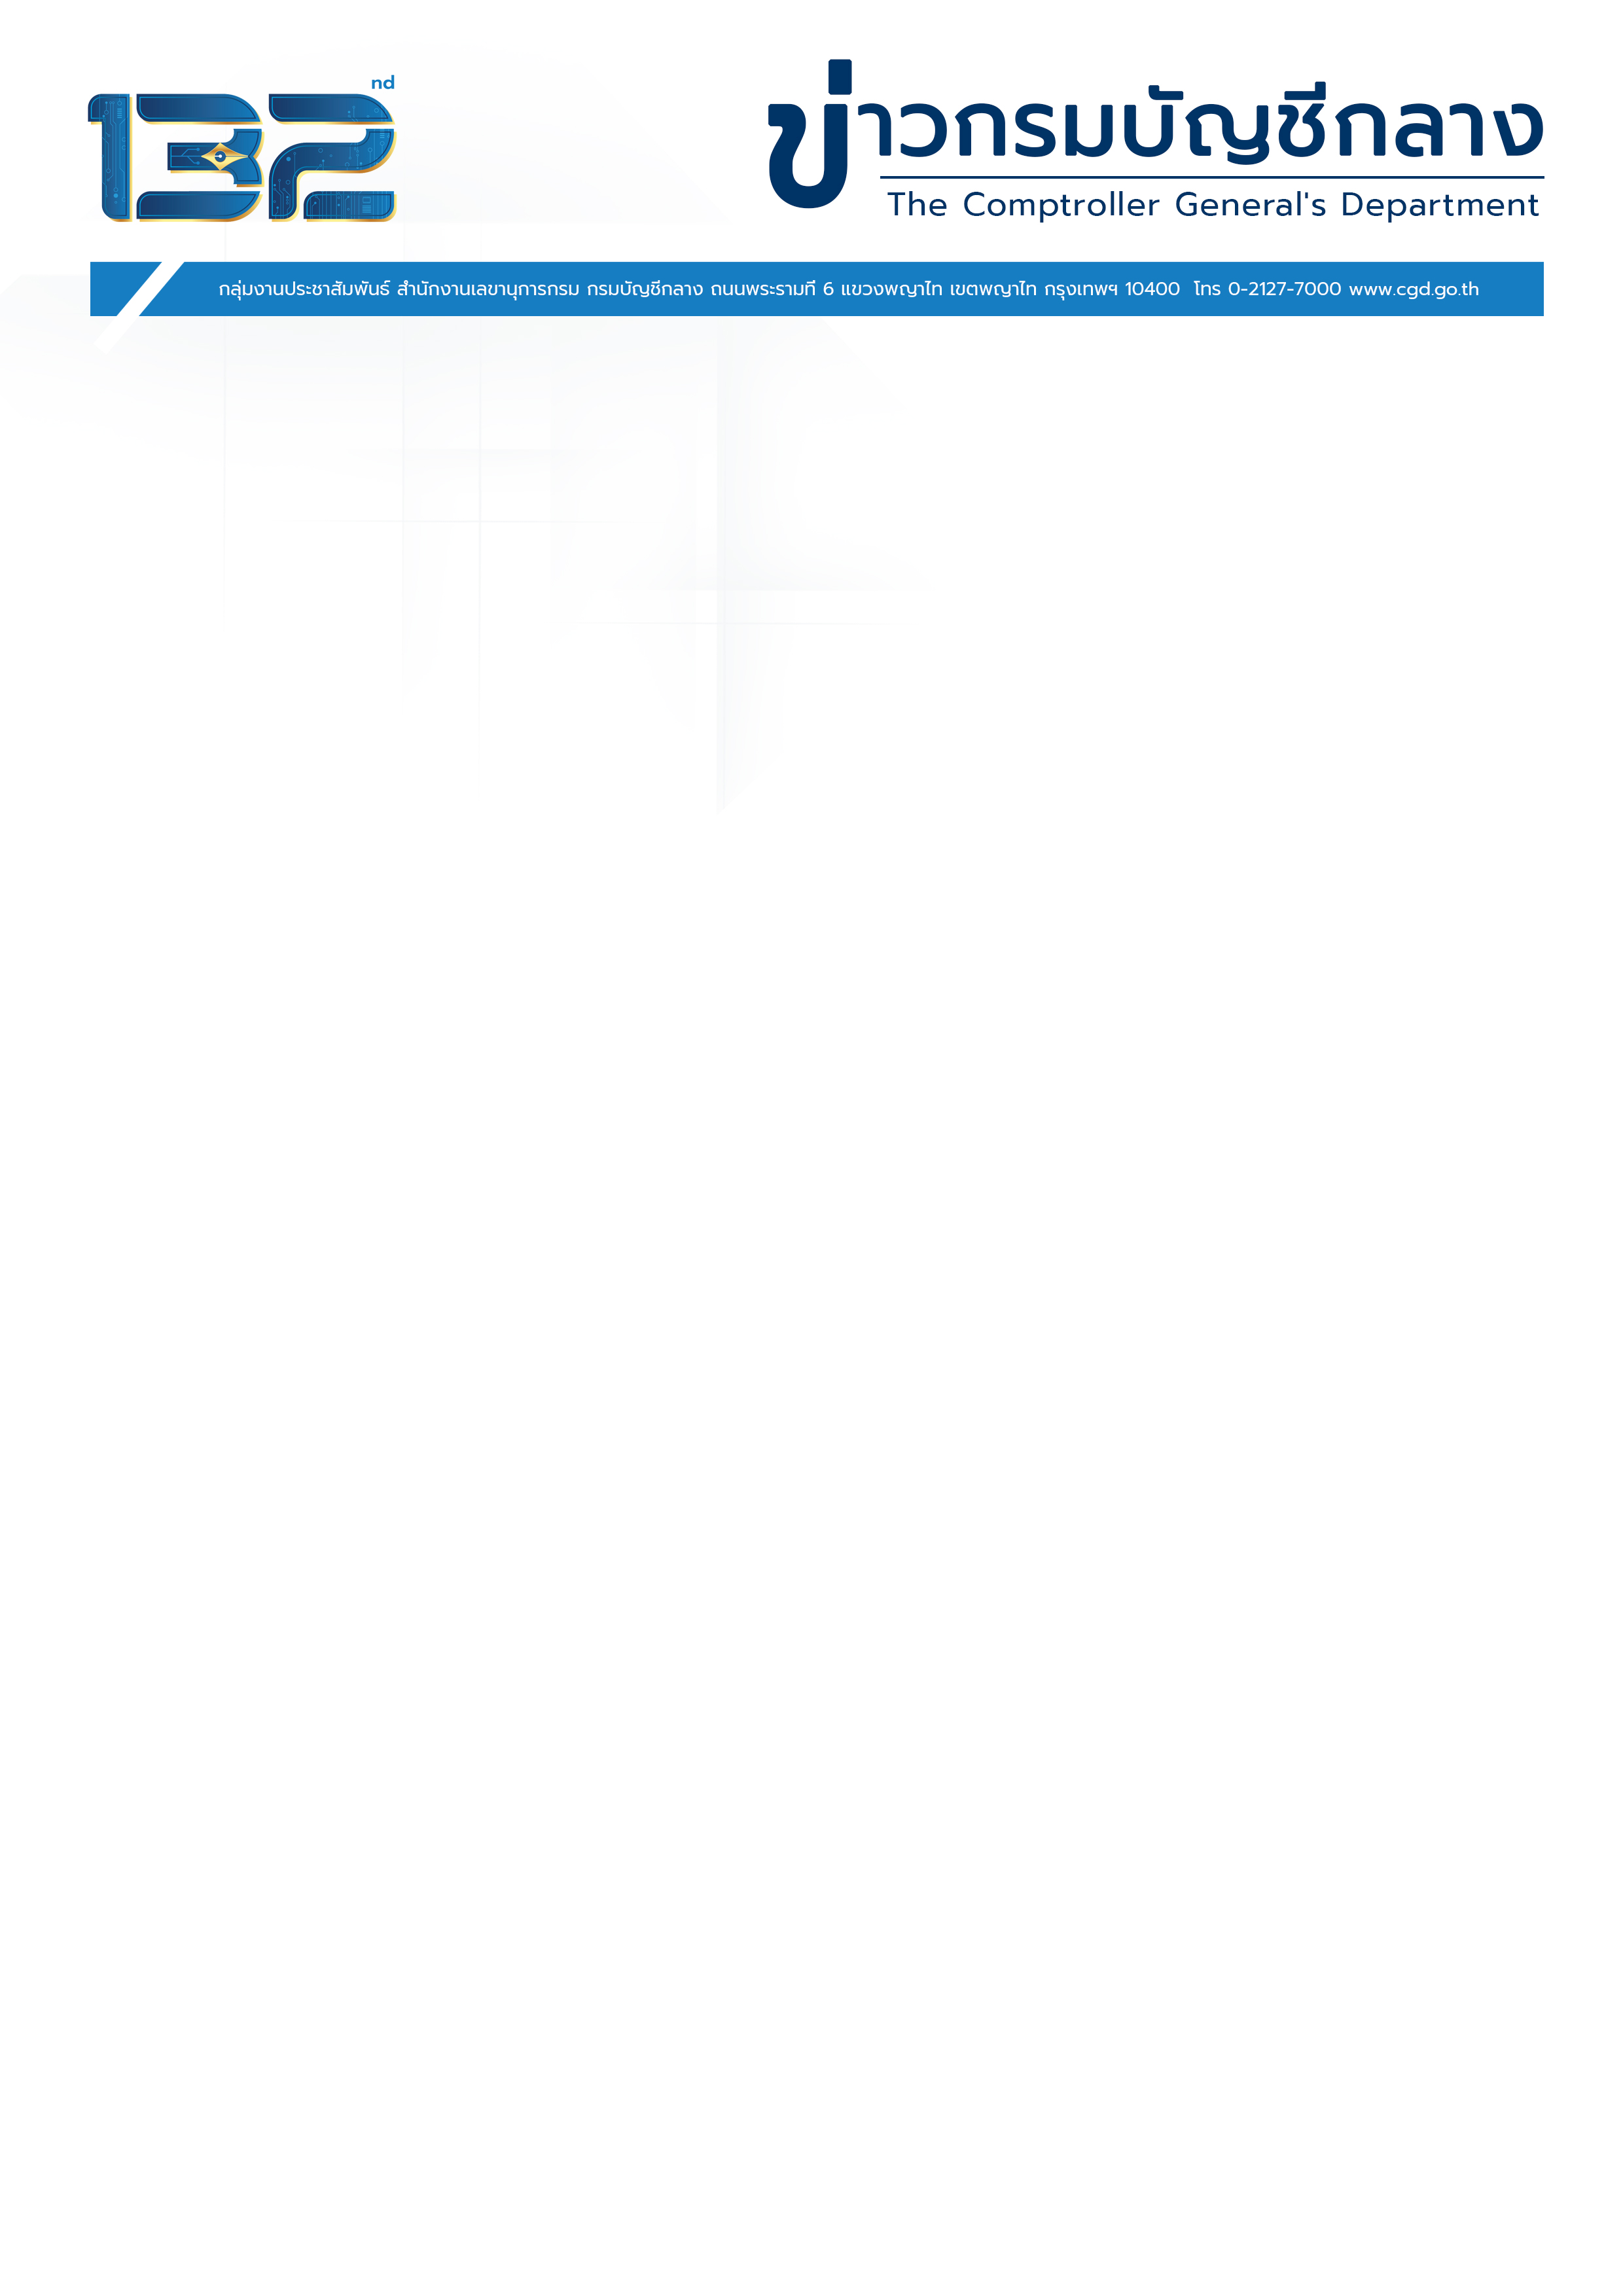 132nd
ข่าวกรมบัญชีกลาง
The Comptroller General's Department
กลุ่มงานประชาสัมพันธ์ สำนักงานเลขานุการกรม กรมบัญชีกลาง ถนนพระรามที่ 6 แขวงพญาไท เขตพญาไท กรุงเทพฯ 10400 โทร 0-2127-7000 www.cgd.go.th